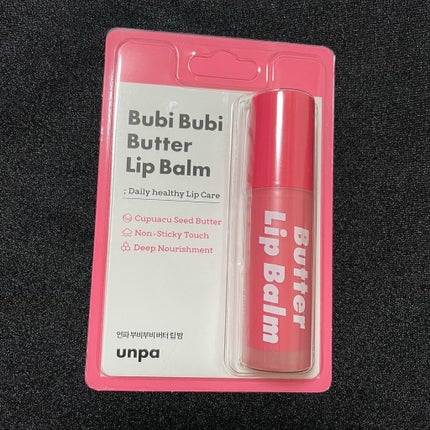 Bubi Bubi
Butter
Lip Balm
; Daily healthy Lip Care
Cupuacu Seed Butter
Non-Sticky Touch
Deep Nourishment
언파 부비부비 버터 립 밤
unpa
Butter
Lip Balm